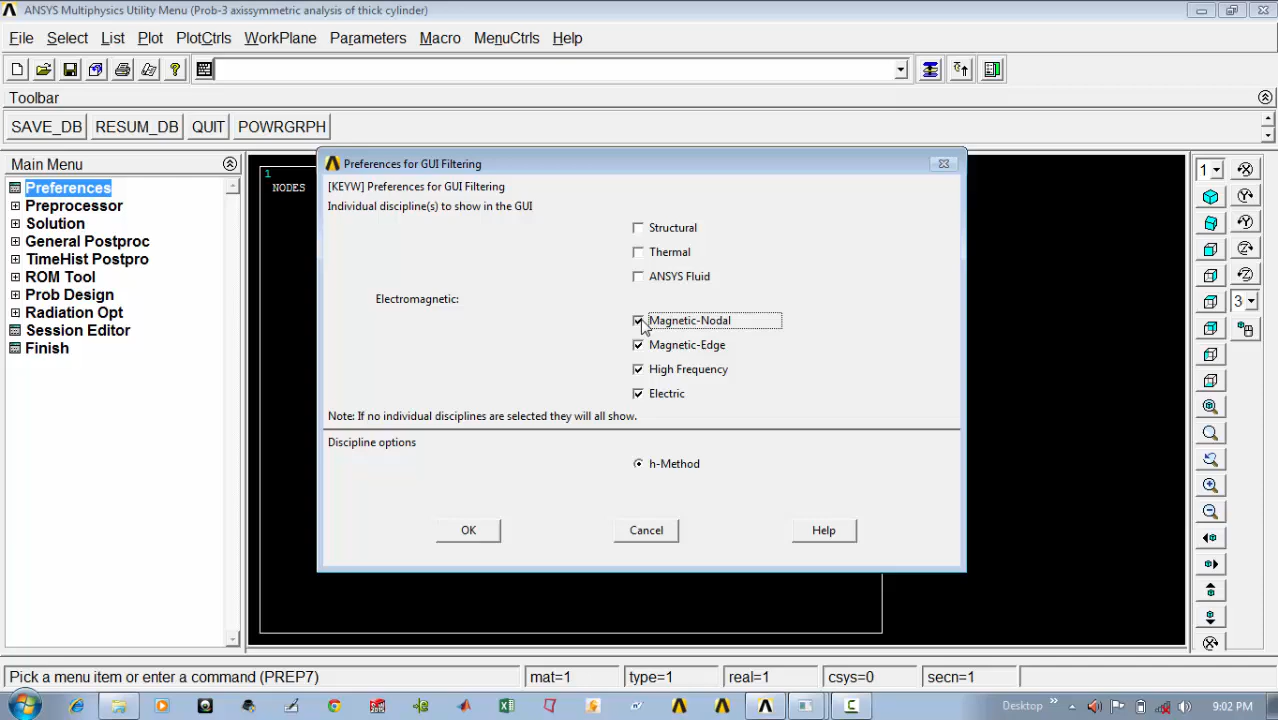 ANSYS Multiphysics Utility Menu (Prob-3 axissymmetric analysis of thick cylinder)
File Select List Plot PlotCtrls WorkPlane Parameters Macro MenuCtrls Help
Toolbar
SAVE_DB RESUM_DB QUIT POWRGRPH
Main Menu
Preferences
Preprocessor
Solution
General Postproc
TimeHist Postpro
ROM Tool
Prob Design
Radiation Opt
Session Editor
Finish
1
NODES
Preferences for GUI Filtering
[KEYW] Preferences for GUI Filtering
Individual discipline(s) to show in the GUI
Structural
Thermal
ANSYS Fluid
Electromagnetic:
Magnetic-Nodal
Magnetic-Edge
High Frequency
Electric
Note: If no individual disciplines are selected they will all show.
Discipline options
h-Method
OK Cancel Help
1
3
Pick a menu item or enter a command (PREP7) mat=1 type=1 real=1 csys=0 secn=1
Desktop 9:02 PM